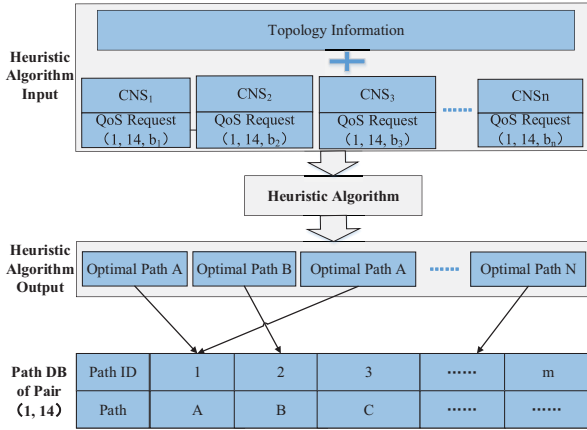 Heuristic
Algorithm
Input
Topology Information
CNS₁
QoS Request
(1, 14, b₁)
CNS₂
QoS Request
(1, 14, b₂)
CNS₃
QoS Request
(1, 14, b₃)
......
CNSn
QoS Request
(1, 14, bₙ)
Heuristic Algorithm
Heuristic
Algorithm
Output
Optimal Path A
Optimal Path B
Optimal Path A
......
Optimal Path N
Path DB
of Pair
(1, 14)
Path ID 1 2 3 ...... m
Path A B C ......